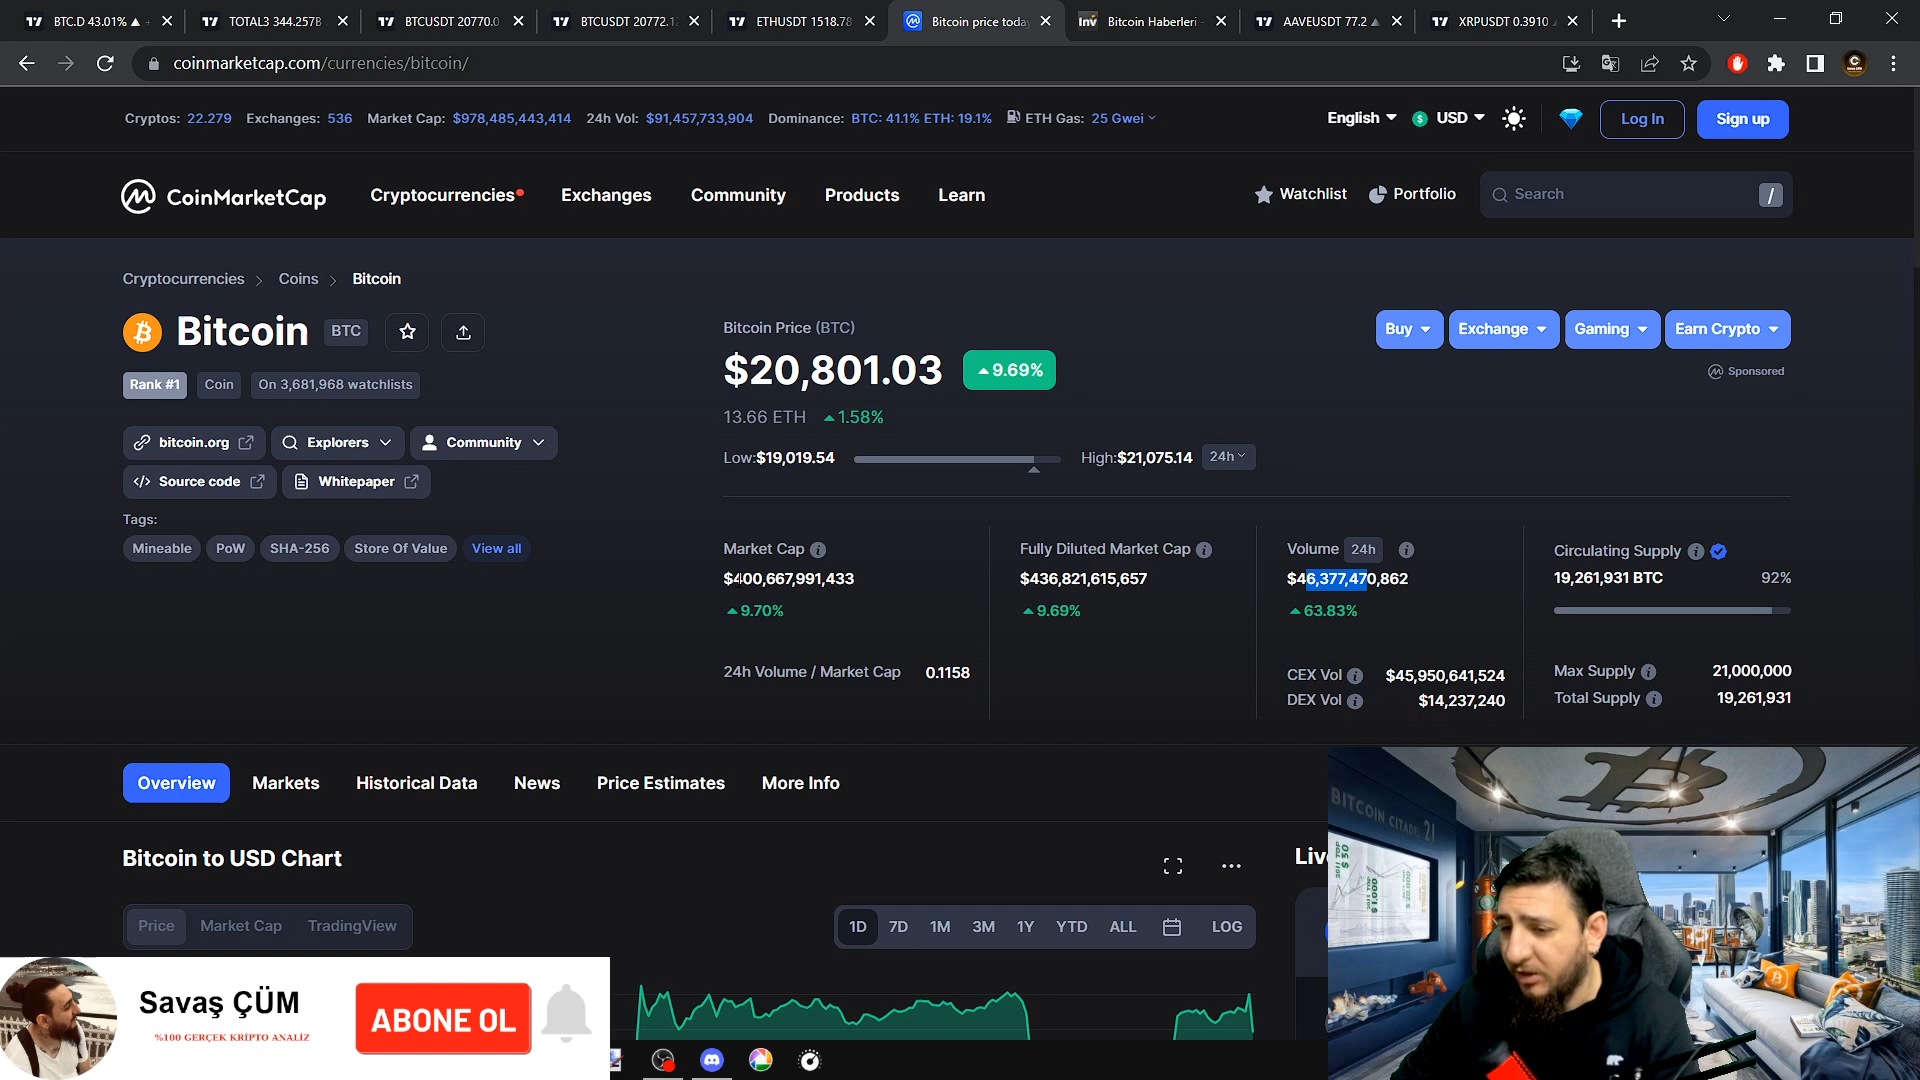 BTC.D 43.01% ▲
TOTAL3 344.257B
BTCUSDT 20770.0
BTCUSDT 20772.1
ETHUSDT 1518.78
Bitcoin price today
Bitcoin Haberleri -
AAVEUSDT 77.2 ▲
XRPUSDT 0.3910
coinmarketcap.com/currencies/bitcoin/
Cryptos: 22.279 Exchanges: 536 Market Cap: $978,485,443,414 24h Vol: $91,457,733,904 Dominance: BTC: 41.1% ETH: 19.1% ETH Gas: 25 Gwei
English USD Log In Sign up
CoinMarketCap Cryptocurrencies Exchanges Community Products Learn
Watchlist Portfolio Search /
Cryptocurrencies > Coins > Bitcoin
Bitcoin BTC
Rank #1 Coin On 3,681,968 watchlists
bitcoin.org Explorers Community
Source code Whitepaper
Tags:
Mineable PoW SHA-256 Store Of Value View all
Bitcoin Price (BTC)
$20,801.03 9.69%
13.66 ETH 1.58%
Low:$19,019.54 High:$21,075.14 24h
Buy Exchange Gaming Earn Crypto
Sponsored
Market Cap
$400,667,991,433
9.70%
24h Volume / Market Cap 0.1158
Fully Diluted Market Cap
$436,821,615,657
9.69%
Volume 24h
$46,377,470,862
63.83%
CEX Vol $45,950,641,524
DEX Vol $14,237,240
Circulating Supply
19,261,931 BTC 92%
Max Supply 21,000,000
Total Supply 19,261,931
Overview Markets Historical Data News Price Estimates More Info
Bitcoin to USD Chart
Liv
Price Market Cap TradingView
1D 7D 1M 3M 1Y YTD ALL LOG
BITCOIN CITADEL 21
Savaş ÇÜM
%100 GERÇEK KRİPTO ANALİZ
ABONE OL